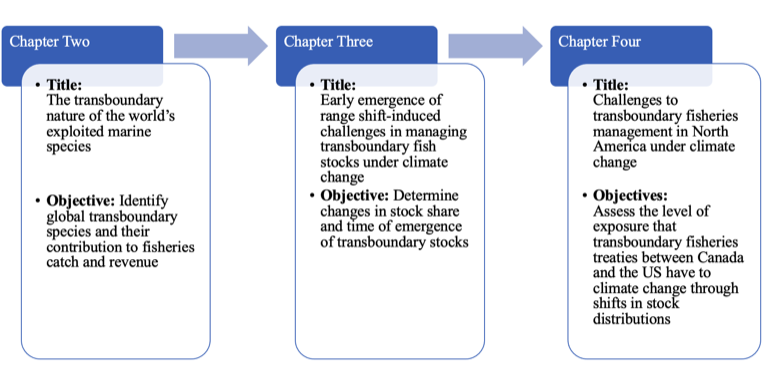 Chapter Two
• Title:
The transboundary
nature of the world's
exploited marine
species
• Objective: Identify
global transboundary
species and their
contribution to fisheries
catch and revenue
Chapter Three
• Title:
Early emergence of
range shift-induced
challenges in managing
transboundary fish
stocks under climate
change
• Objective: Determine
changes in stock share
and time of emergence
of transboundary stocks
Chapter Four
• Title:
Challenges to
transboundary fisheries
management in North
America under climate
change
• Objectives:
Assess the level of
exposure that
transboundary fisheries
treaties between Canada
and the US have to
climate change through
shifts in stock
distributions